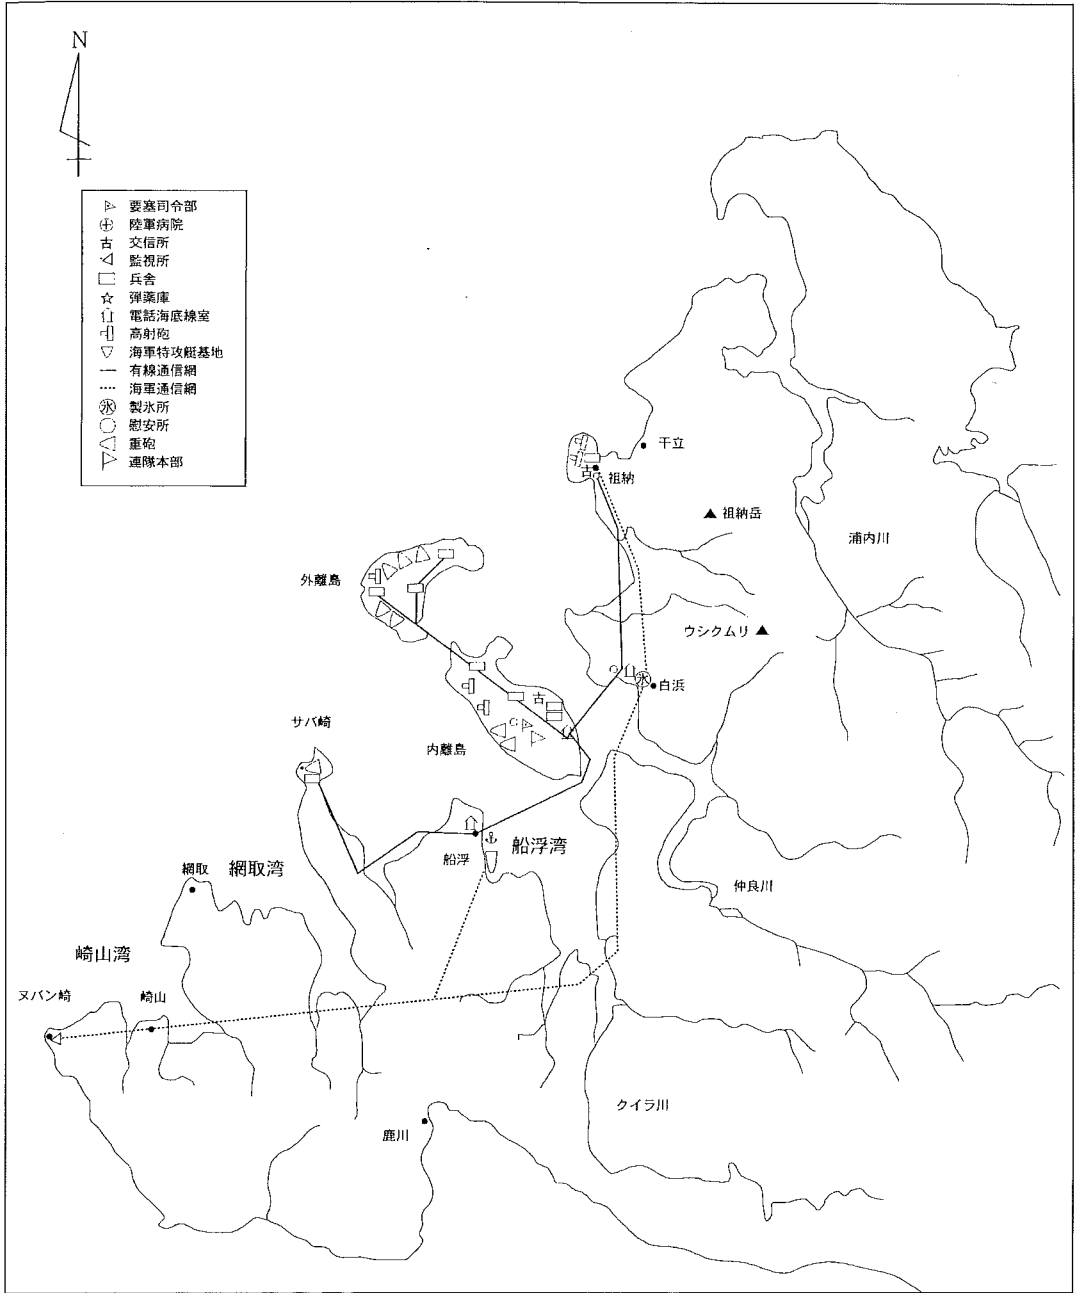 N
要塞司令部
陸軍病院
古 交信所
監視所
兵舎
弾薬庫
電話海底線室
高射砲
海軍特攻艇基地
有線通信網
海軍通信網
氷 製氷所
慰安所
重砲
連隊本部
干立
古 祖納
祖納岳
浦内川
外離島
ウシクムリ
氷 白浜
古
サバ崎
内離島
船浮
船浮湾
網取
網取湾
仲良川
崎山湾
ヌバン崎
崎山
クイラ川
鹿川